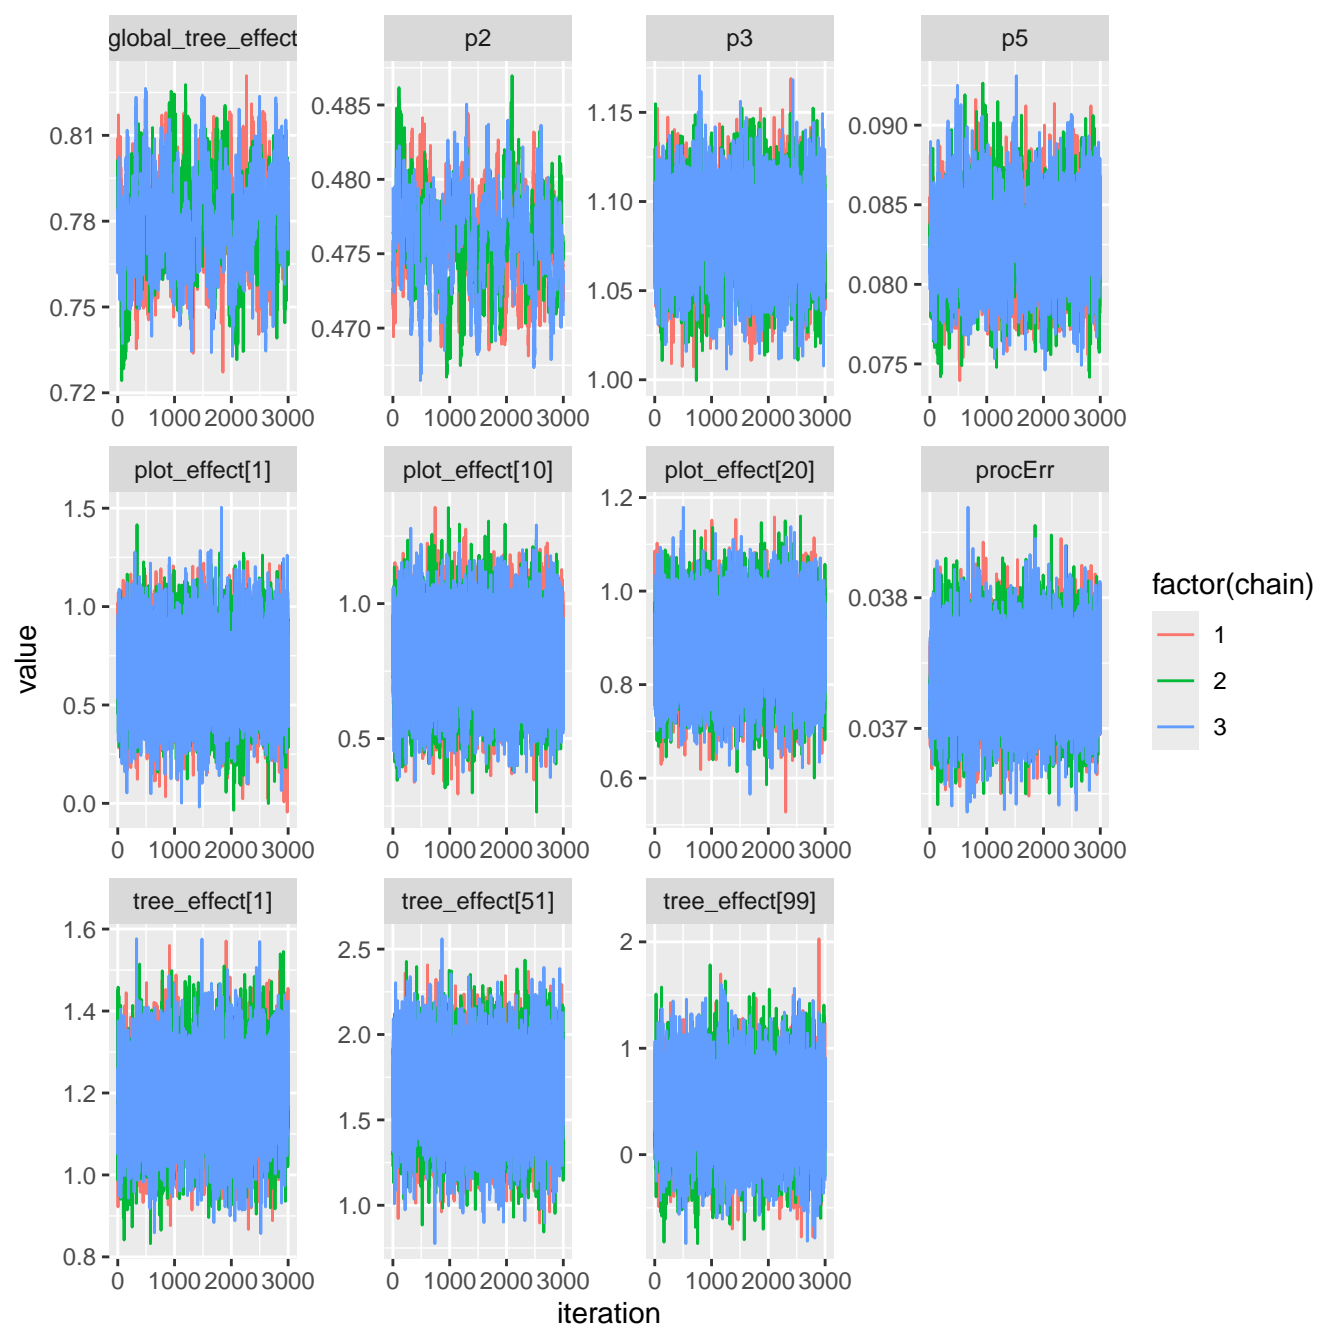 global_tree_effect p2 p3 p5
0.81 0.78 0.75 0.72
0.485 0.480 0.475 0.470
1.15 1.10 1.05 1.00
0.090 0.085 0.080 0.075
0 1000 2000 3000 0 1000 2000 3000 0 1000 2000 3000 0 1000 2000 3000
plot_effect[1] plot_effect[10] plot_effect[20] procErr
1.5 1.0 0.5 0.0
1.0 0.5
1.2 1.0 0.8 0.6
0.038 0.037
0 1000 2000 3000 0 1000 2000 3000 0 1000 2000 3000 0 1000 2000 3000
tree_effect[1] tree_effect[51] tree_effect[99]
1.6 1.4 1.2 1.0 0.8
2.5 2.0 1.5 1.0
2 1 0
0 1000 2000 3000 0 1000 2000 3000 0 1000 2000 3000
value
iteration
factor(chain)
1
2
3